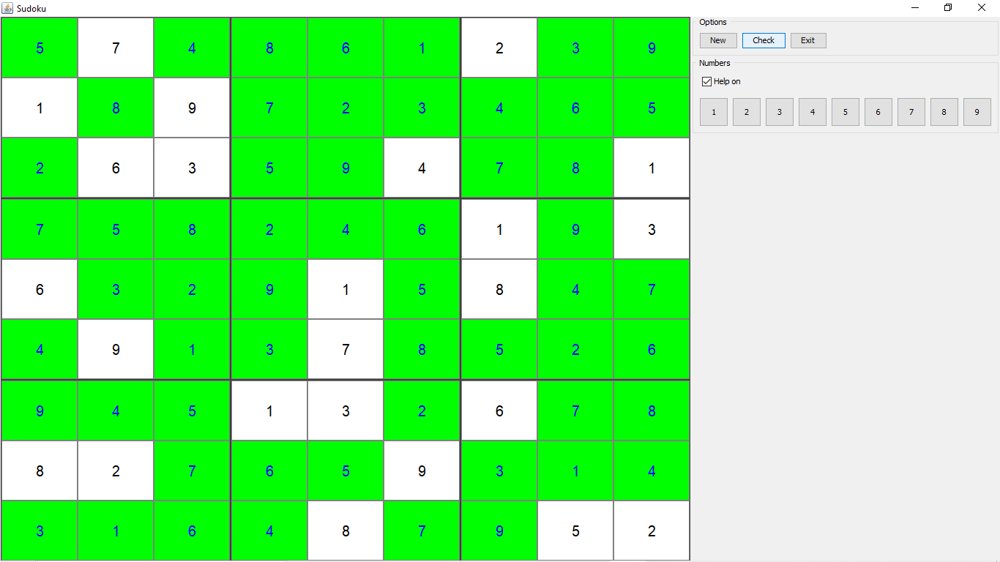 Sudoku
Options
New Check Exit
Numbers
Help on
1 2 3 4 5 6 7 8 9
5 7 4 8 6 1 2 3 9
1 8 9 7 2 3 4 6 5
2 6 3 5 9 4 7 8 1
7 5 8 2 4 6 1 9 3
6 3 2 9 1 5 8 4 7
4 9 1 3 7 8 5 2 6
9 4 5 1 3 2 6 7 8
8 2 7 6 5 9 3 1 4
3 1 6 4 8 7 9 5 2